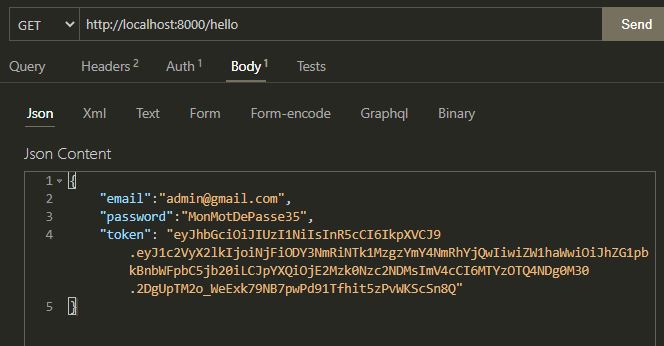 GET http://localhost:8000/hello Send
Query Headers 2 Auth 1 Body 1 Tests
Json Xml Text Form Form-encode Graphql Binary
Json Content
1 {
2 "email":"admin@gmail.com",
3 "password":"MonMotDePasse35",
4 "token": "eyJhbGciOiJIUzI1NiIsInR5cCI6IkpXVCJ9
.eyJ1c2VyX2lkIjoiNjFiODY3NmRiNTk1MzgzYmY4NmRhYjQwIiwiZW1haWwiOiJhZG1pb
kBnbWFpbC5jb20iLCJpYXQiOjE2Mzk0Nzc2NDMsImV4cCI6MTYzOTQ4NDg0M30
.2DgUpTM2o_WeExk79NB7pwPd91Tfhit5zPvWKScSn8Q"
5 }